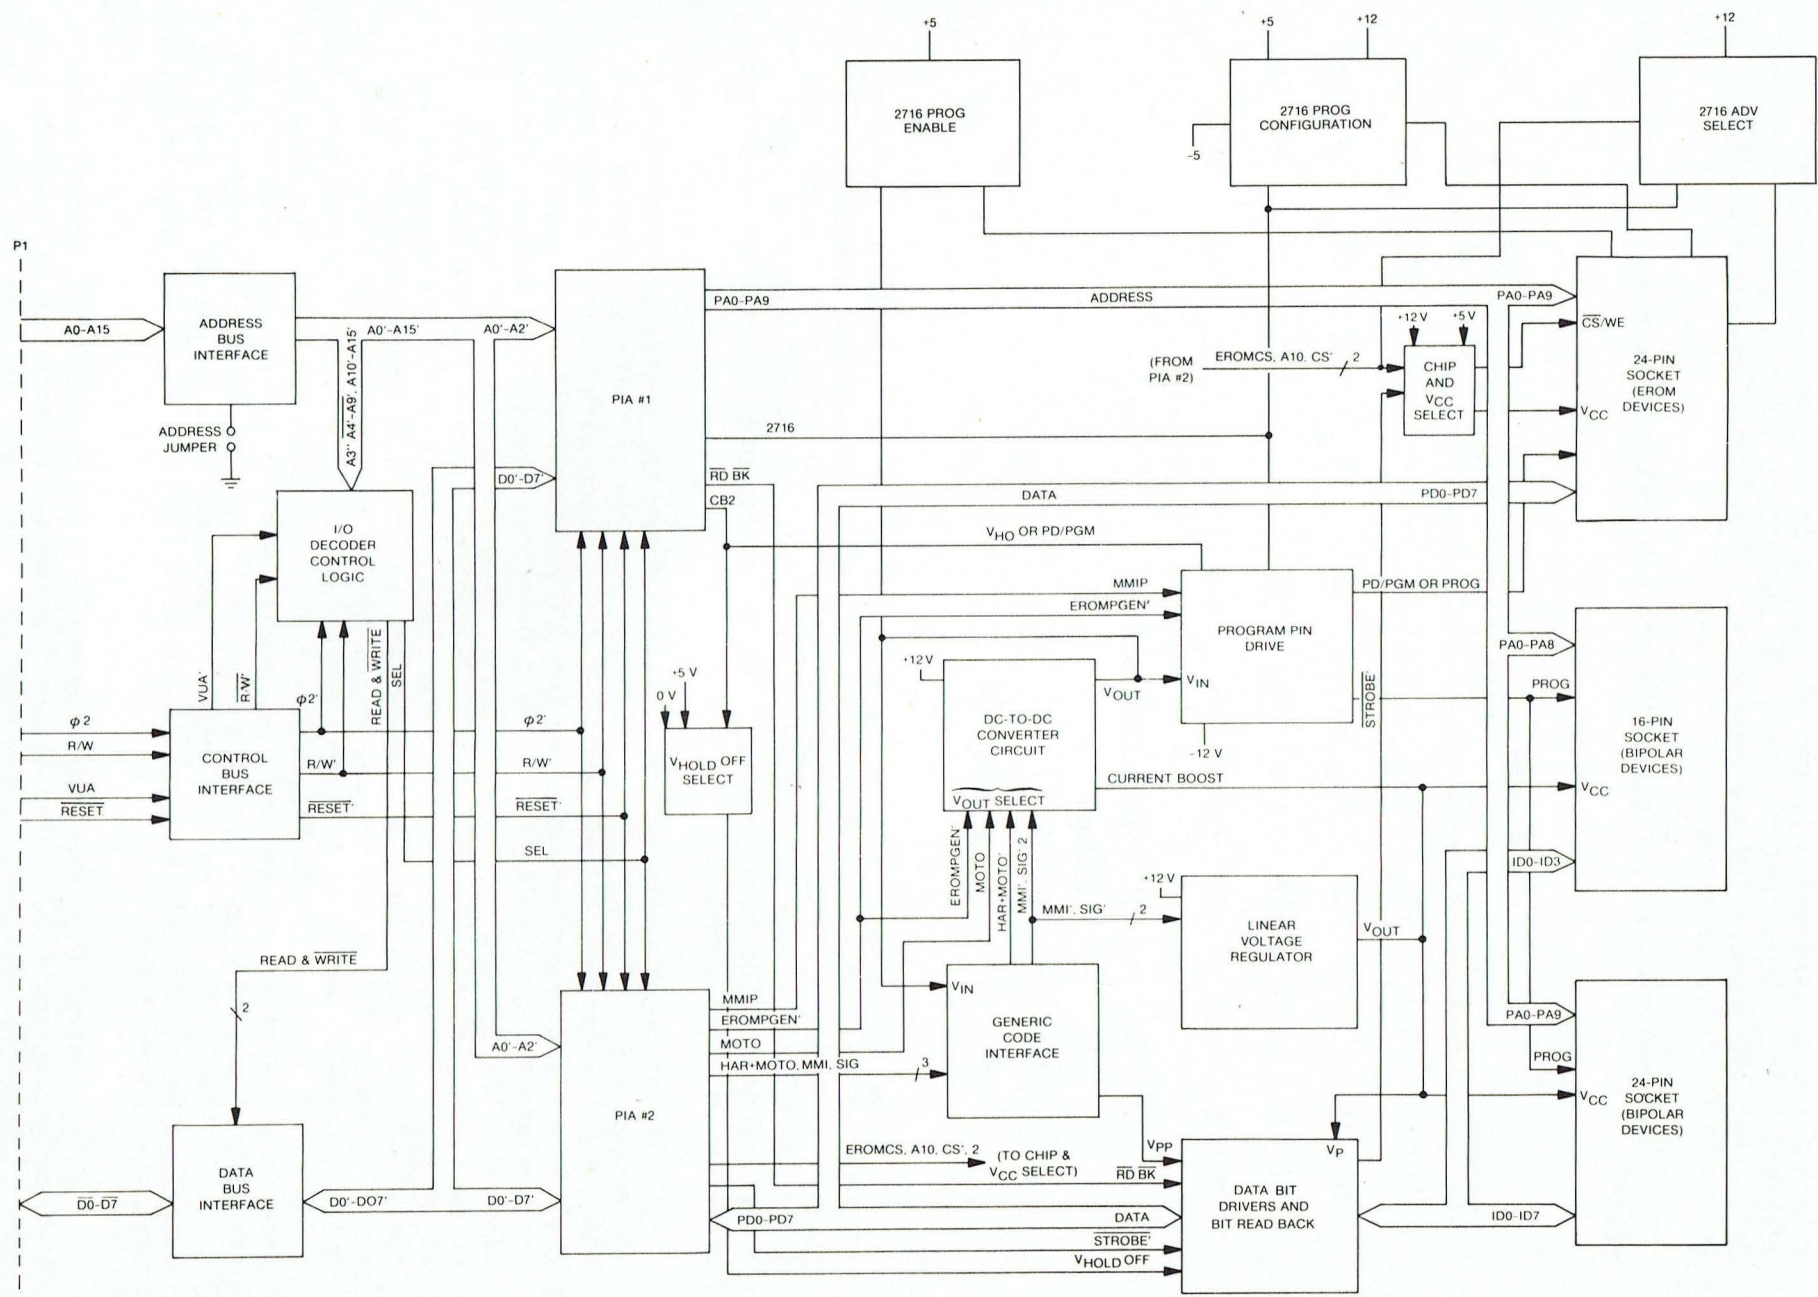 +5
+5
+12
+12
2716 PROG
ENABLE
2716 PROG
CONFIGURATION
2716 ADV
SELECT
-5
P1
A0-A15
ADDRESS
BUS
INTERFACE
A0'-A15'
A0'-A2'
ADDRESS
JUMPER
A3', A4'-A9', A10'-A15'
PIA #1
PA0-PA9
ADDRESS
PA0-PA9
CS/WE
24-PIN
SOCKET
(EROM
DEVICES)
VCC
+12 V
+5 V
(FROM
PIA #2)
EROMCS, A10, CS'
2
CHIP
AND
VCC
SELECT
2716
D0'-D7'
RD BK
CB2
DATA
PD0-PD7
I/O
DECODER
CONTROL
LOGIC
VHO OR PD/PGM
MMIP
EROMPGEN'
PD/PGM OR PROG
PROGRAM PIN
DRIVE
VIN
-12 V
STROBE'
PA0-PA8
PROG
16-PIN
SOCKET
(BIPOLAR
DEVICES)
VCC
ID0-ID3
VUA'
R/W'
READ & WRITE
SEL
ϕ2'
ϕ2
R/W
VUA
RESET
CONTROL
BUS
INTERFACE
R/W'
RESET'
ϕ2'
R/W'
RESET'
SEL
0 V
+5 V
VHOLD OFF
SELECT
+12 V
DC-TO-DC
CONVERTER
CIRCUIT
VOUT SELECT
VOUT
CURRENT BOOST
EROMPGEN'
MOTO
HAR+MOTO'
MMI', SIG' 2
MMI', SIG'
2
+12 V
LINEAR
VOLTAGE
REGULATOR
VOUT
READ & WRITE
2
A0'-A2'
PIA #2
MMIP
EROMPGEN'
MOTO
HAR+MOTO, MMI, SIG
3
VIN
GENERIC
CODE
INTERFACE
PA0-PA9
PROG
VCC
24-PIN
SOCKET
(BIPOLAR
DEVICES)
D0-D7
DATA
BUS
INTERFACE
D0'-DO7'
D0'-D7'
EROMCS, A10, CS', 2
(TO CHIP &
VCC SELECT)
VPP
RD BK
VP
DATA BIT
DRIVERS AND
BIT READ BACK
PD0-PD7
DATA
STROBE'
VHOLD OFF
ID0-ID7